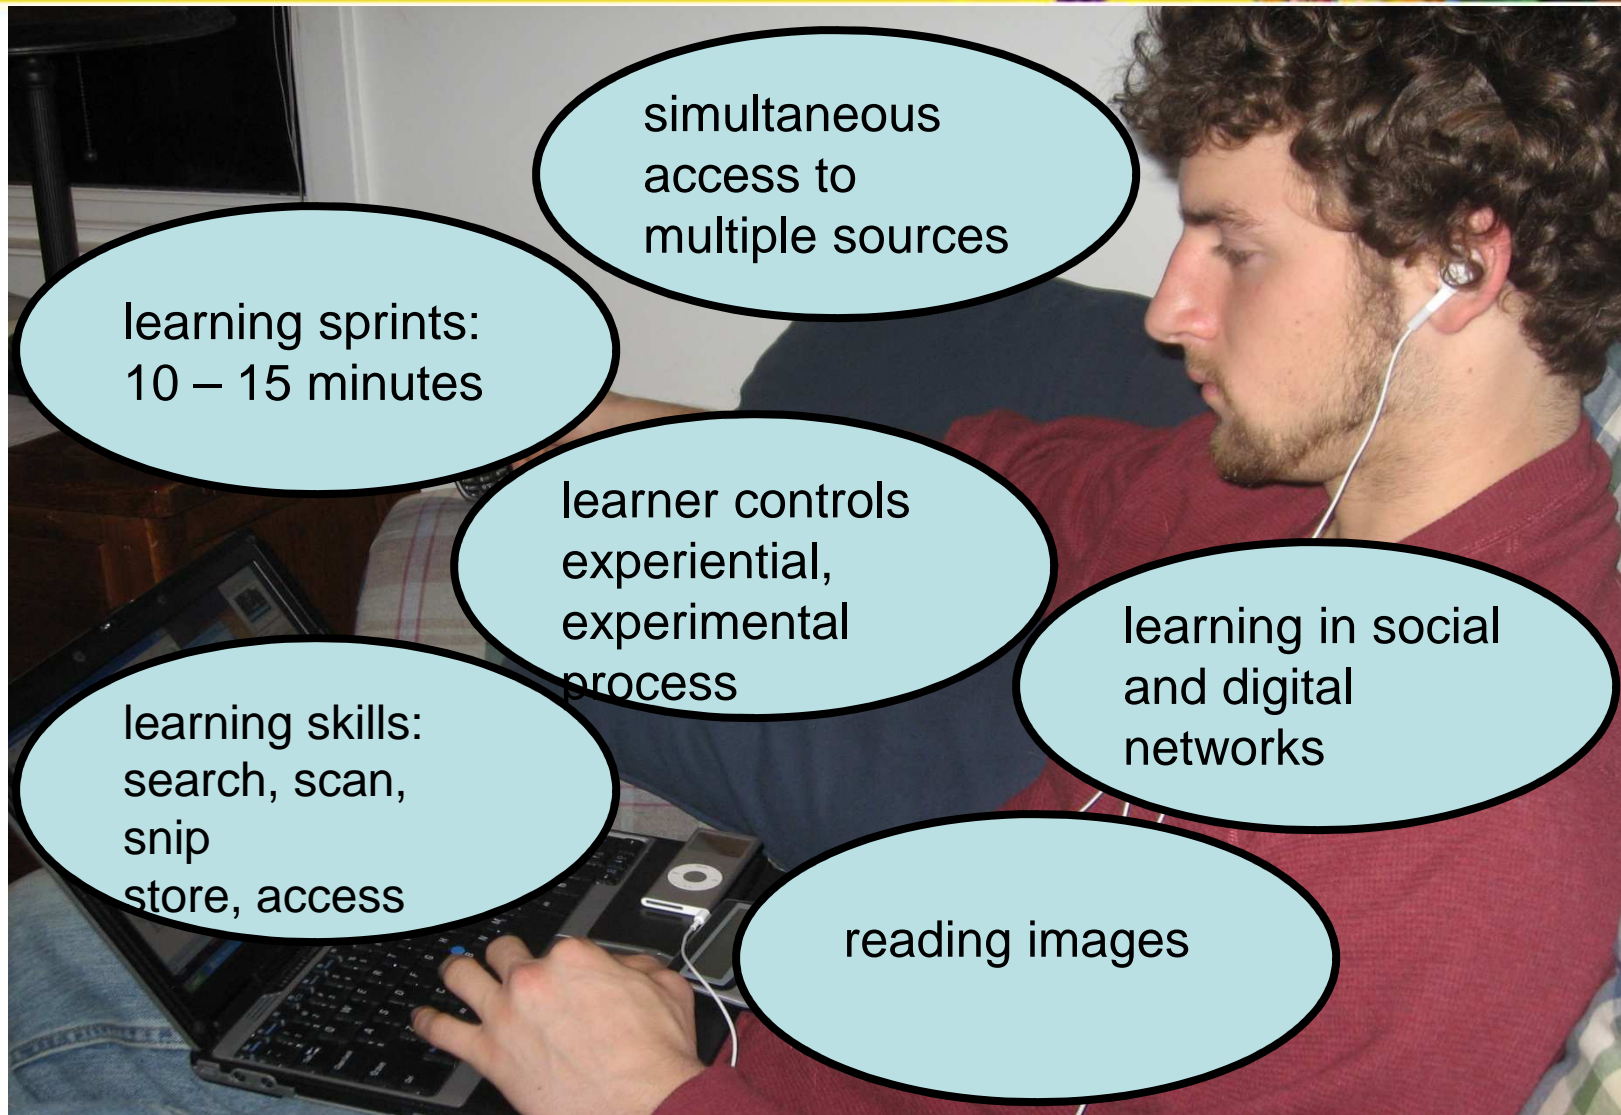 simultaneous
access to
multiple sources
learning sprints:
10 – 15 minutes
learner controls
experiential,
experimental
process
learning in social
and digital
networks
learning skills:
search, scan,
snip
store, access
reading images